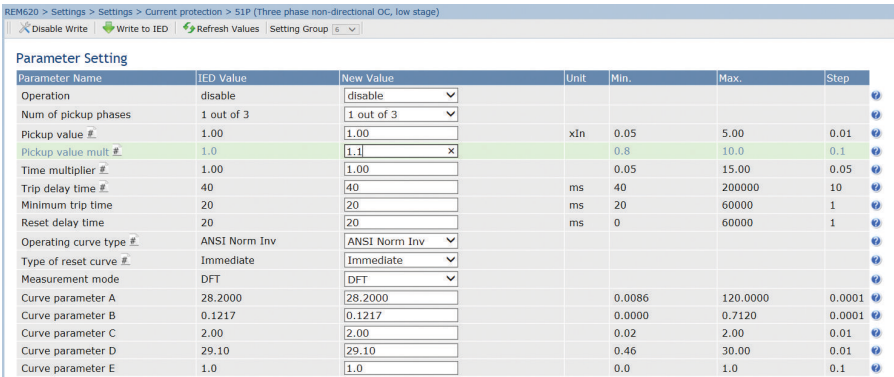 REM620 > Settings > Settings > Current protection > 51P (Three phase non-directional OC, low stage)
Disable Write Write to IED Refresh Values Setting Group 6
Parameter Setting
Parameter Name IED Value New Value Unit Min. Max. Step
Operation disable disable
Num of pickup phases 1 out of 3 1 out of 3
Pickup value # 1.00 1.00 xIn 0.05 5.00 0.01
Pickup value mult # 1.0 1.1 × 0.8 10.0 0.1
Time multiplier # 1.00 1.00 0.05 15.00 0.05
Trip delay time # 40 40 ms 40 200000 10
Minimum trip time 20 20 ms 20 60000 1
Reset delay time 20 20 ms 0 60000 1
Operating curve type # ANSI Norm Inv ANSI Norm Inv
Type of reset curve # Immediate Immediate
Measurement mode DFT DFT
Curve parameter A 28.2000 28.2000 0.0086 120.0000 0.0001
Curve parameter B 0.1217 0.1217 0.0000 0.7120 0.0001
Curve parameter C 2.00 2.00 0.02 2.00 0.01
Curve parameter D 29.10 29.10 0.46 30.00 0.01
Curve parameter E 1.0 1.0 0.0 1.0 0.1